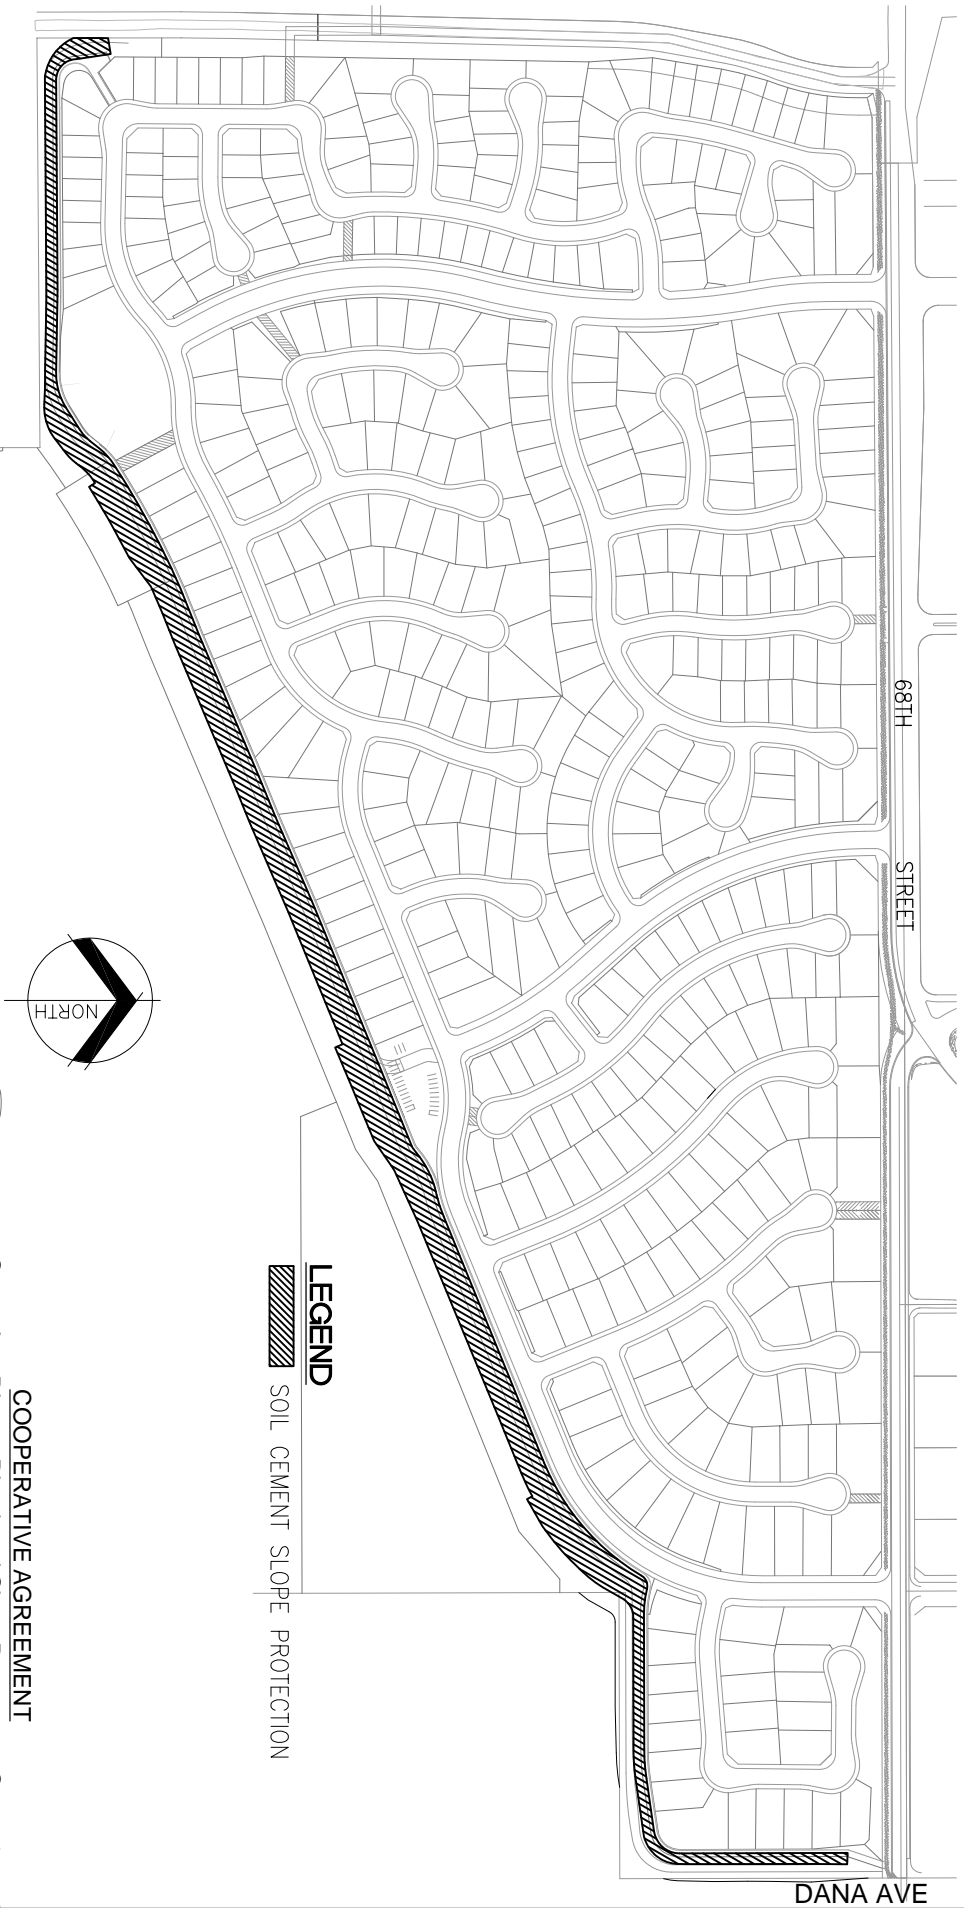 68TH STREET
NORTH
LEGEND
SOIL CEMENT SLOPE PROTECTION
COOPERATIVE AGREEMENT
DANA AVE